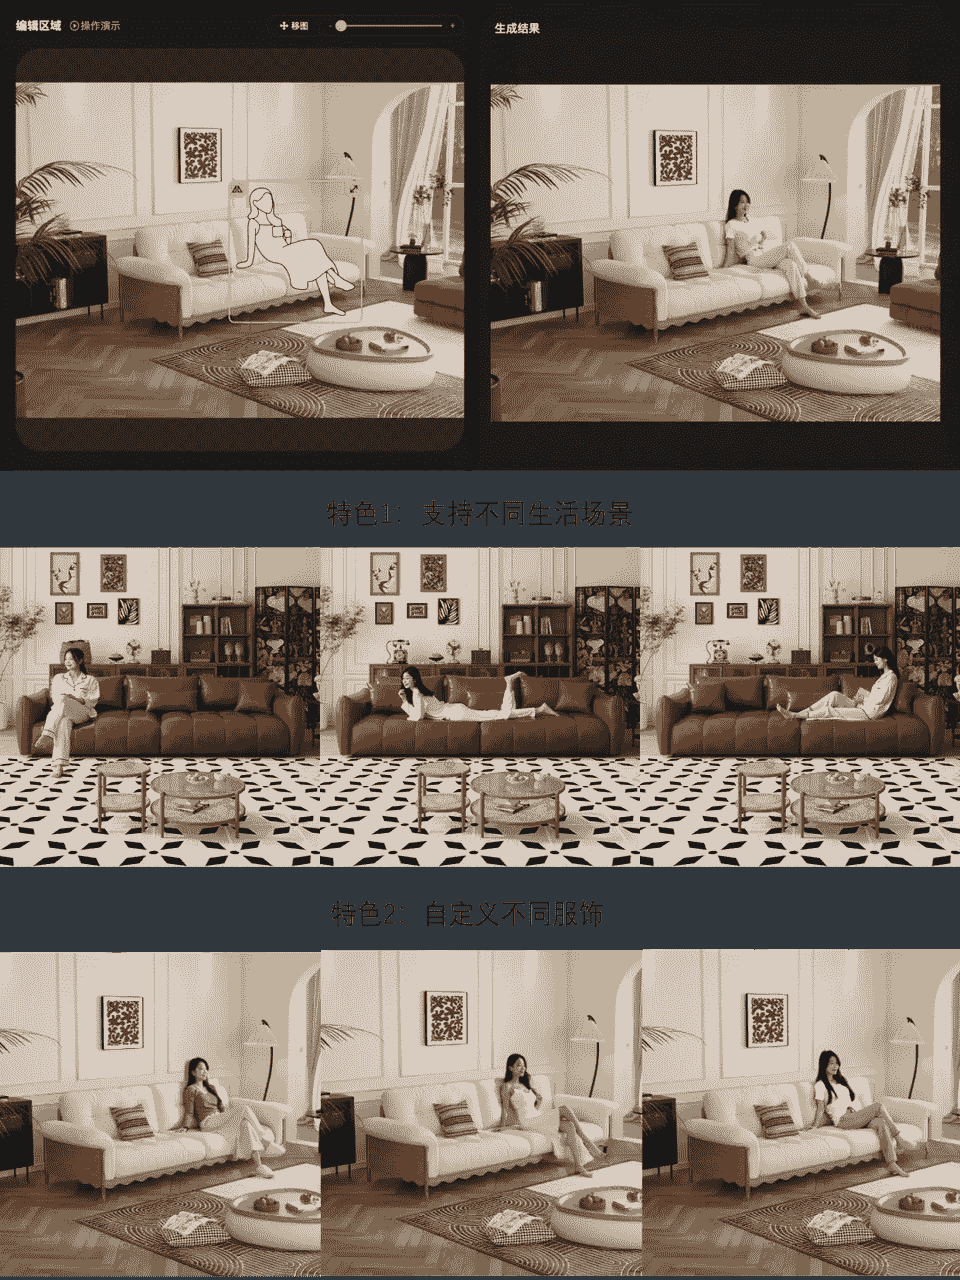 编辑区域 操作演示 移图 - +
生成结果
特色1：支持不同生活场景
特色2：自定义不同服饰